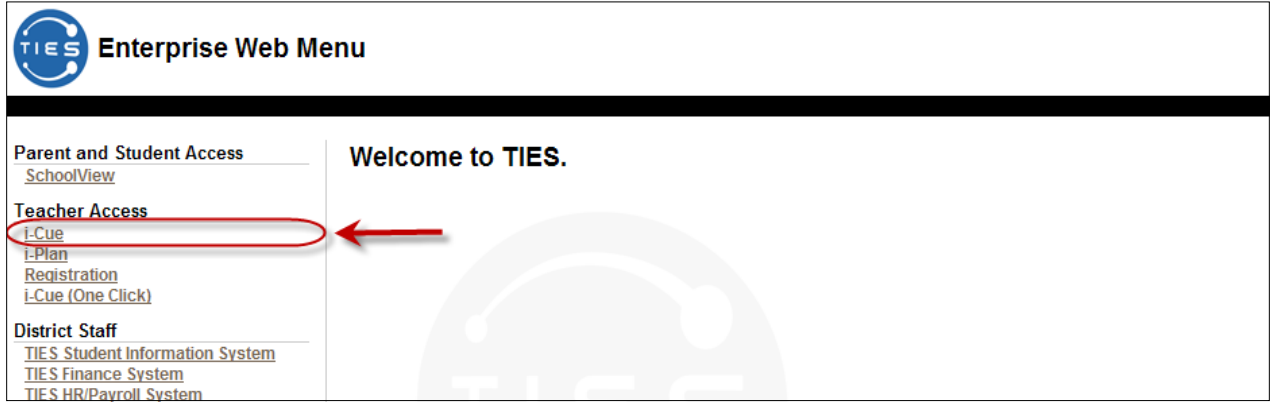 TIES
Enterprise Web Menu
Parent and Student Access
SchoolView
Teacher Access
i-Cue
i-Plan
Registration
i-Cue (One Click)
District Staff
TIES Student Information System
TIES Finance System
TIES HR/Payroll System
Welcome to TIES.
TIES